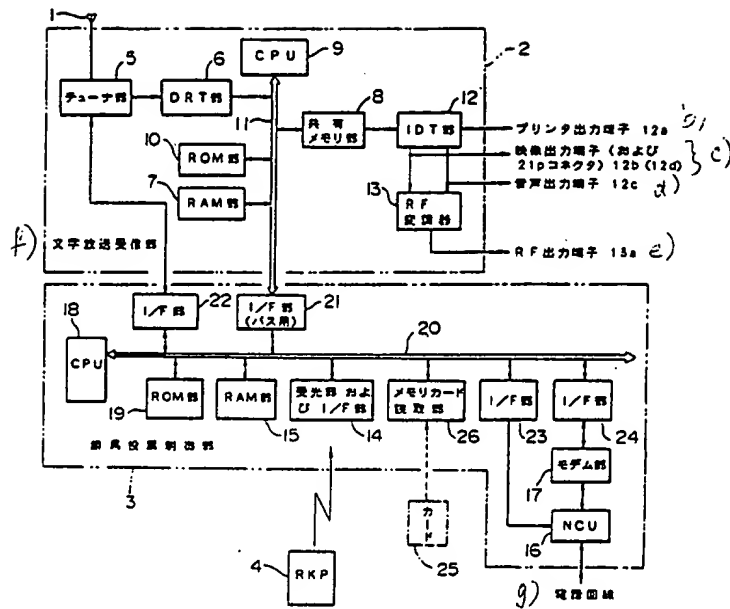 1
5
6
CPU
9
2
チューナ部
DRT部
8
12
11
共有
メモリ部
IDT部
プリンタ出力端子 12a
10
ROM部
映像出力端子 (および
21pコネクタ) 12b (12d)
c)
7
RAM部
13
RF
変調器
音声出力端子 12c
d)
f)
文字放送受信部
RF出力端子 13a
e)
I/F部
22
I/F部
(バス用)
21
18
CPU
20
ROM部
19
RAM部
15
受光部 および I/F部
14
メモリカード
読取部
26
I/F部
23
I/F部
24
モデム部
17
3
カード
25
NCU
16
4
RKP
g)
電話回線